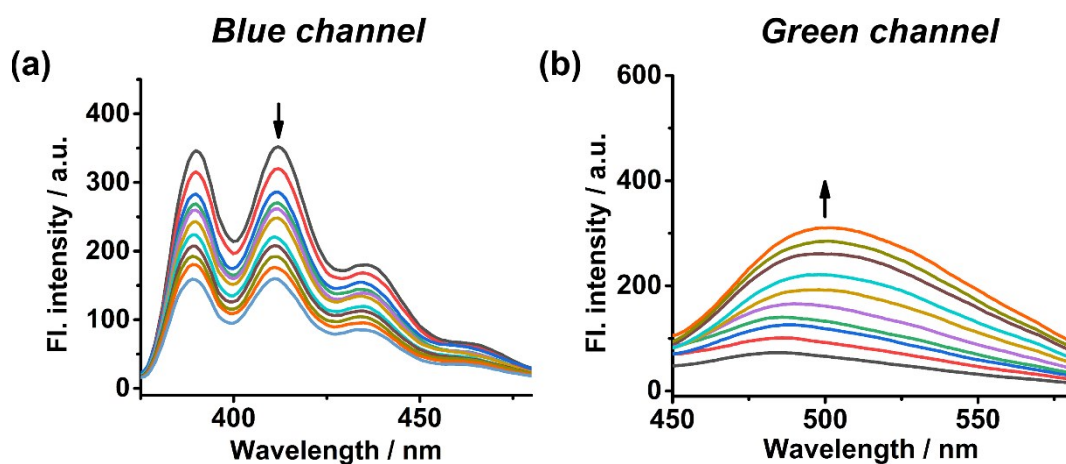 Blue channel
Green channel
(a)
(b)
400
300
200
100
0
Fl. intensity / a.u.
400
450
Wavelength / nm
600
400
200
0
Fl. intensity / a.u.
450
500
550
Wavelength / nm